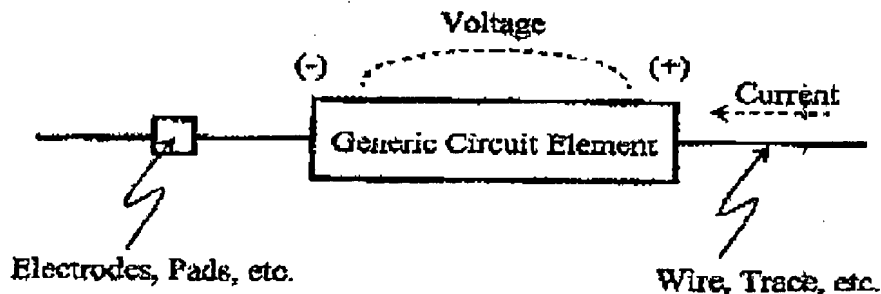 Voltage
(-) (+)
Current
Generic Circuit Element
Electrodes, Pads, etc.
Wire, Trace, etc.